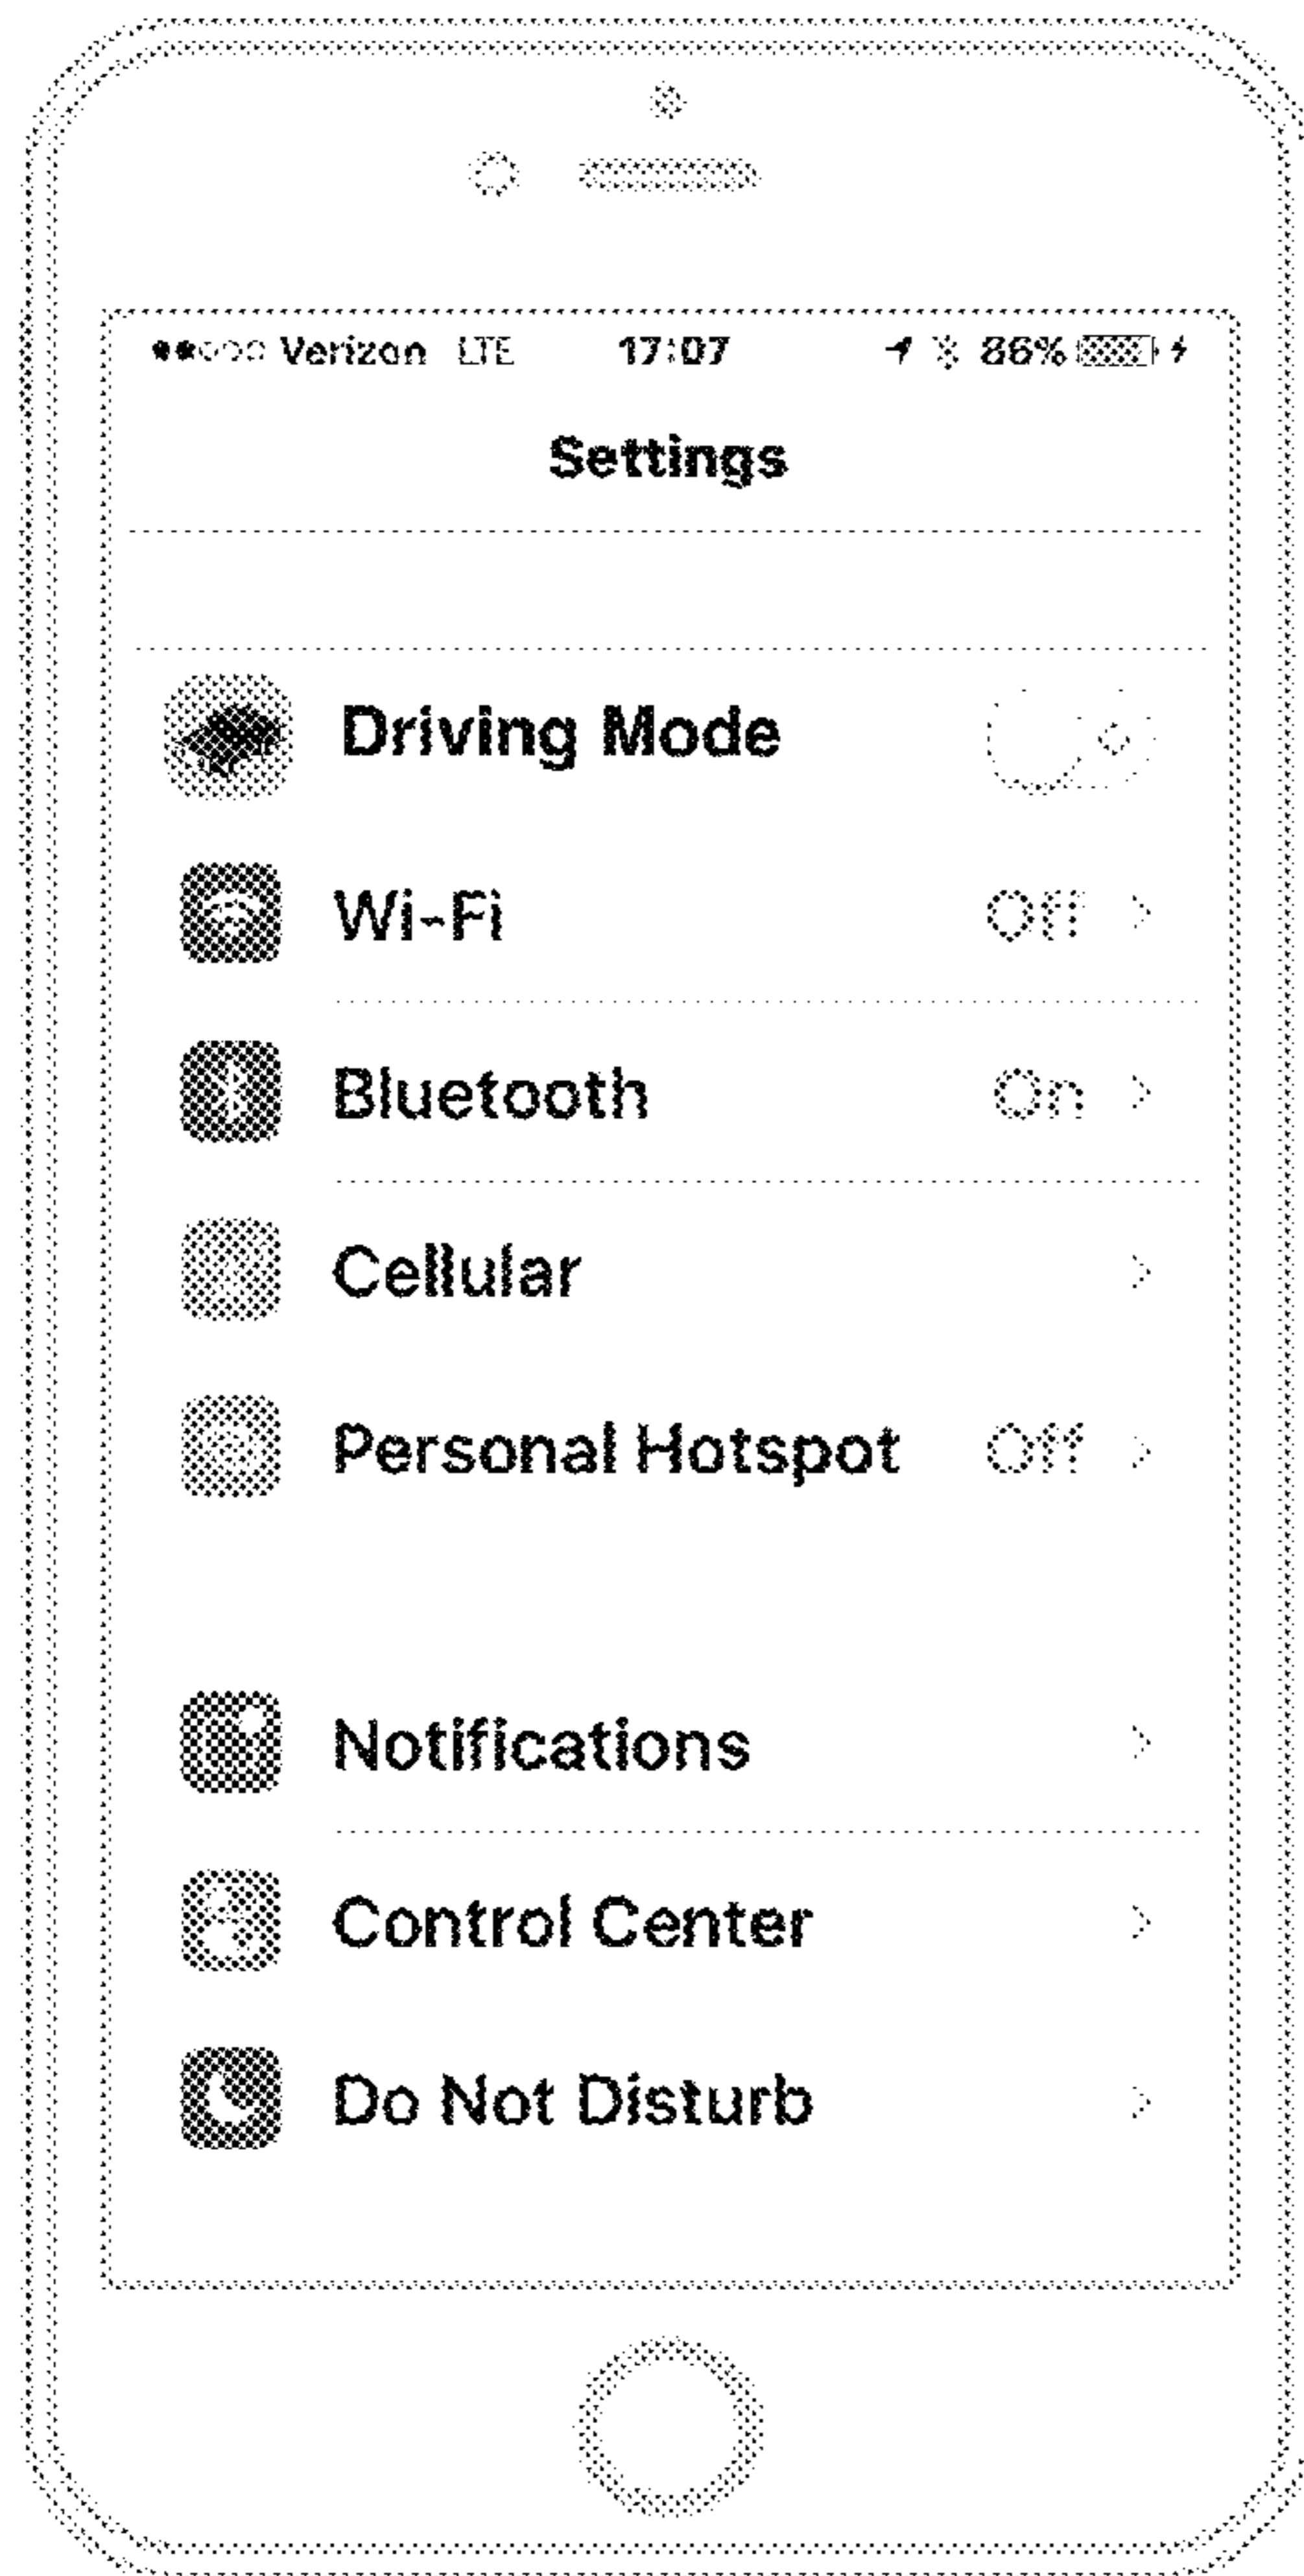 Verizon LTE 17:07 86%
Settings
Driving Mode
Wi-Fi Off
Bluetooth On
Cellular
Personal Hotspot Off
Notifications
Control Center
Do Not Disturb